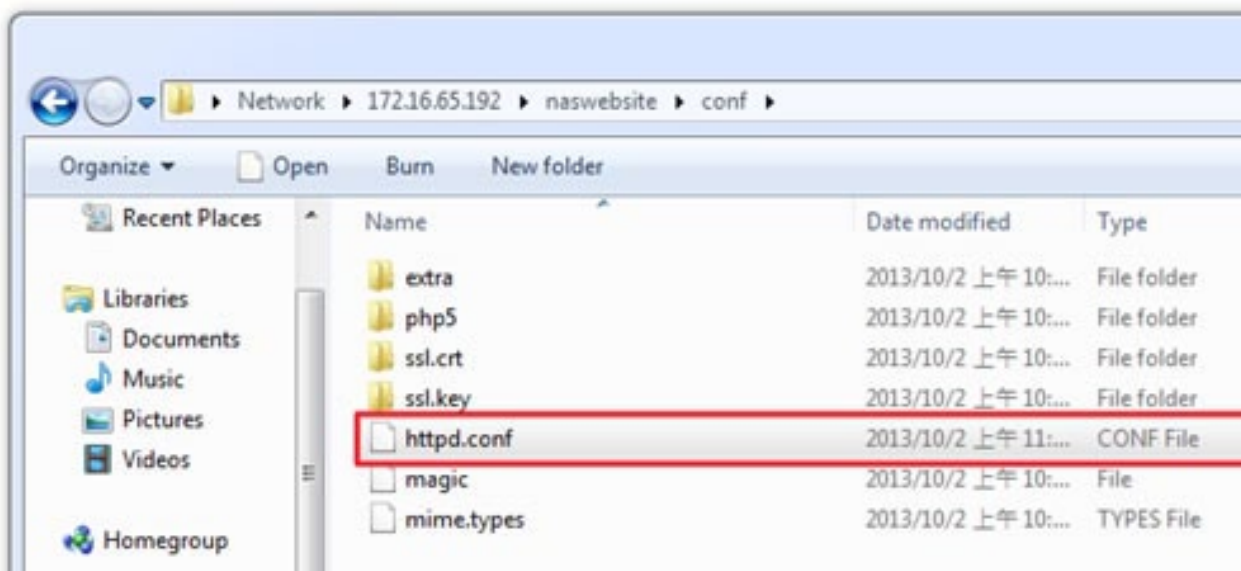 Network 172.16.65.192 naswebsite conf
Organize Open Burn New folder
Recent Places
Libraries
Documents
Music
Pictures
Videos
Homegroup
Name Date modified Type
extra 2013/10/2 上午 10:... File folder
php5 2013/10/2 上午 10:... File folder
ssl.crt 2013/10/2 上午 10:... File folder
ssl.key 2013/10/2 上午 10:... File folder
httpd.conf 2013/10/2 上午 11:... CONF File
magic 2013/10/2 上午 10:... File
mime.types 2013/10/2 上午 10:... TYPES File